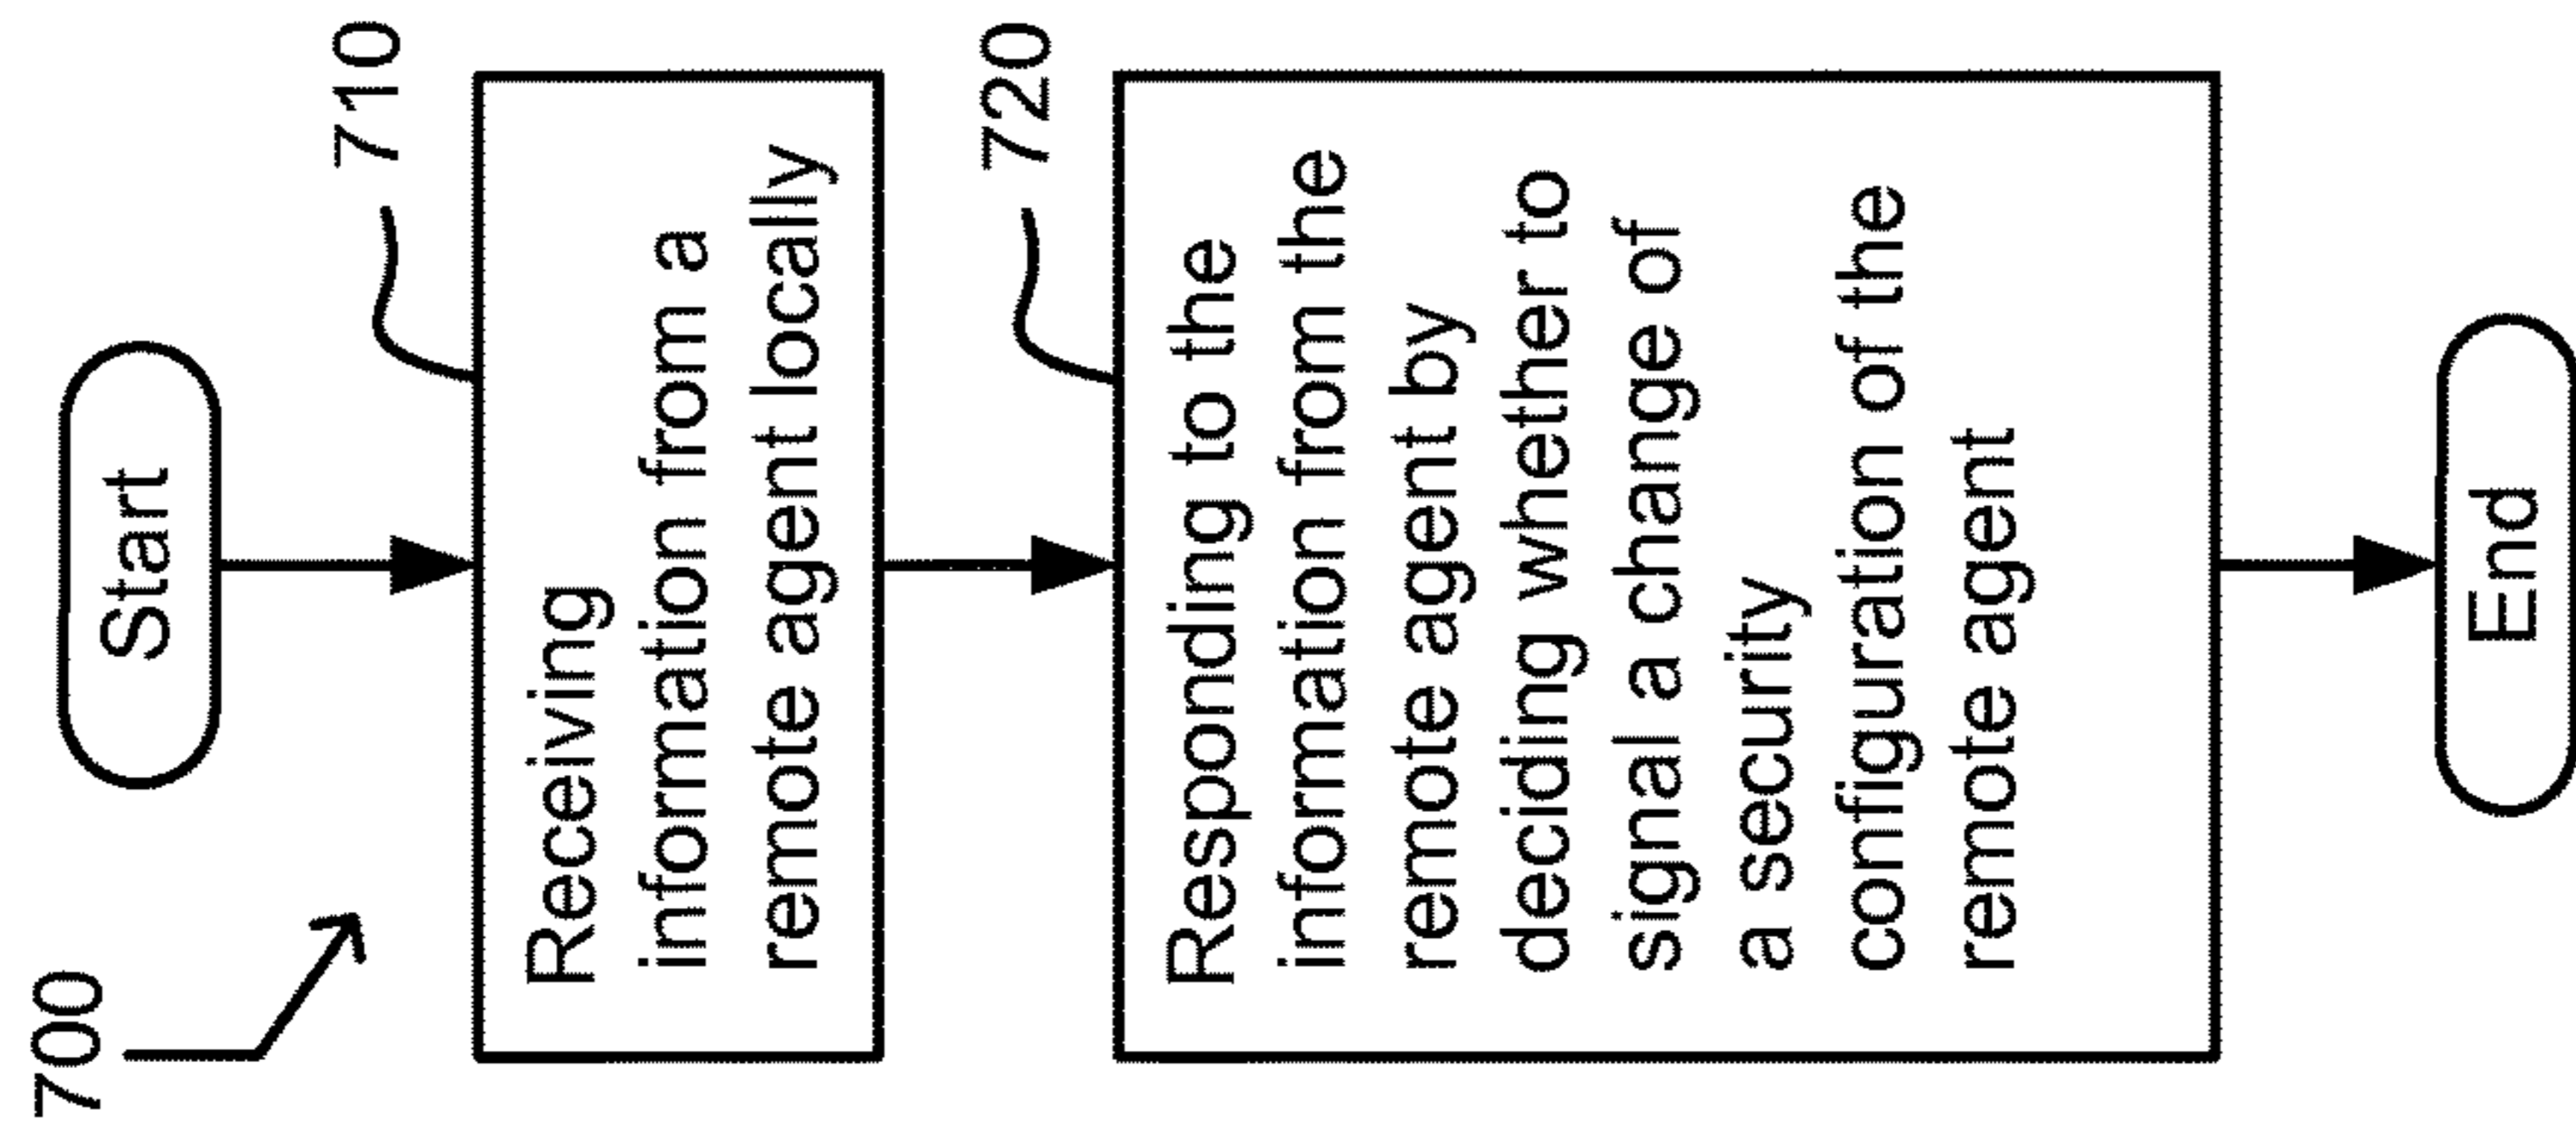 700
Start
710
Receiving
information from a
remote agent locally
720
Responding to the
information from the
remote agent by
deciding whether to
signal a change of
a security
configuration of the
remote agent
End